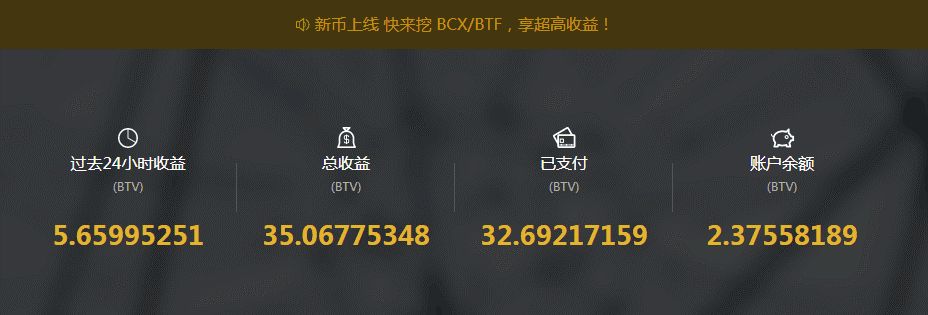 新币上线 快来挖 BCX/BTF，享超高收益！
过去24小时收益
(BTV)
5.65995251
总收益
(BTV)
35.06775348
已支付
(BTV)
32.69217159
账户余额
(BTV)
2.37558189